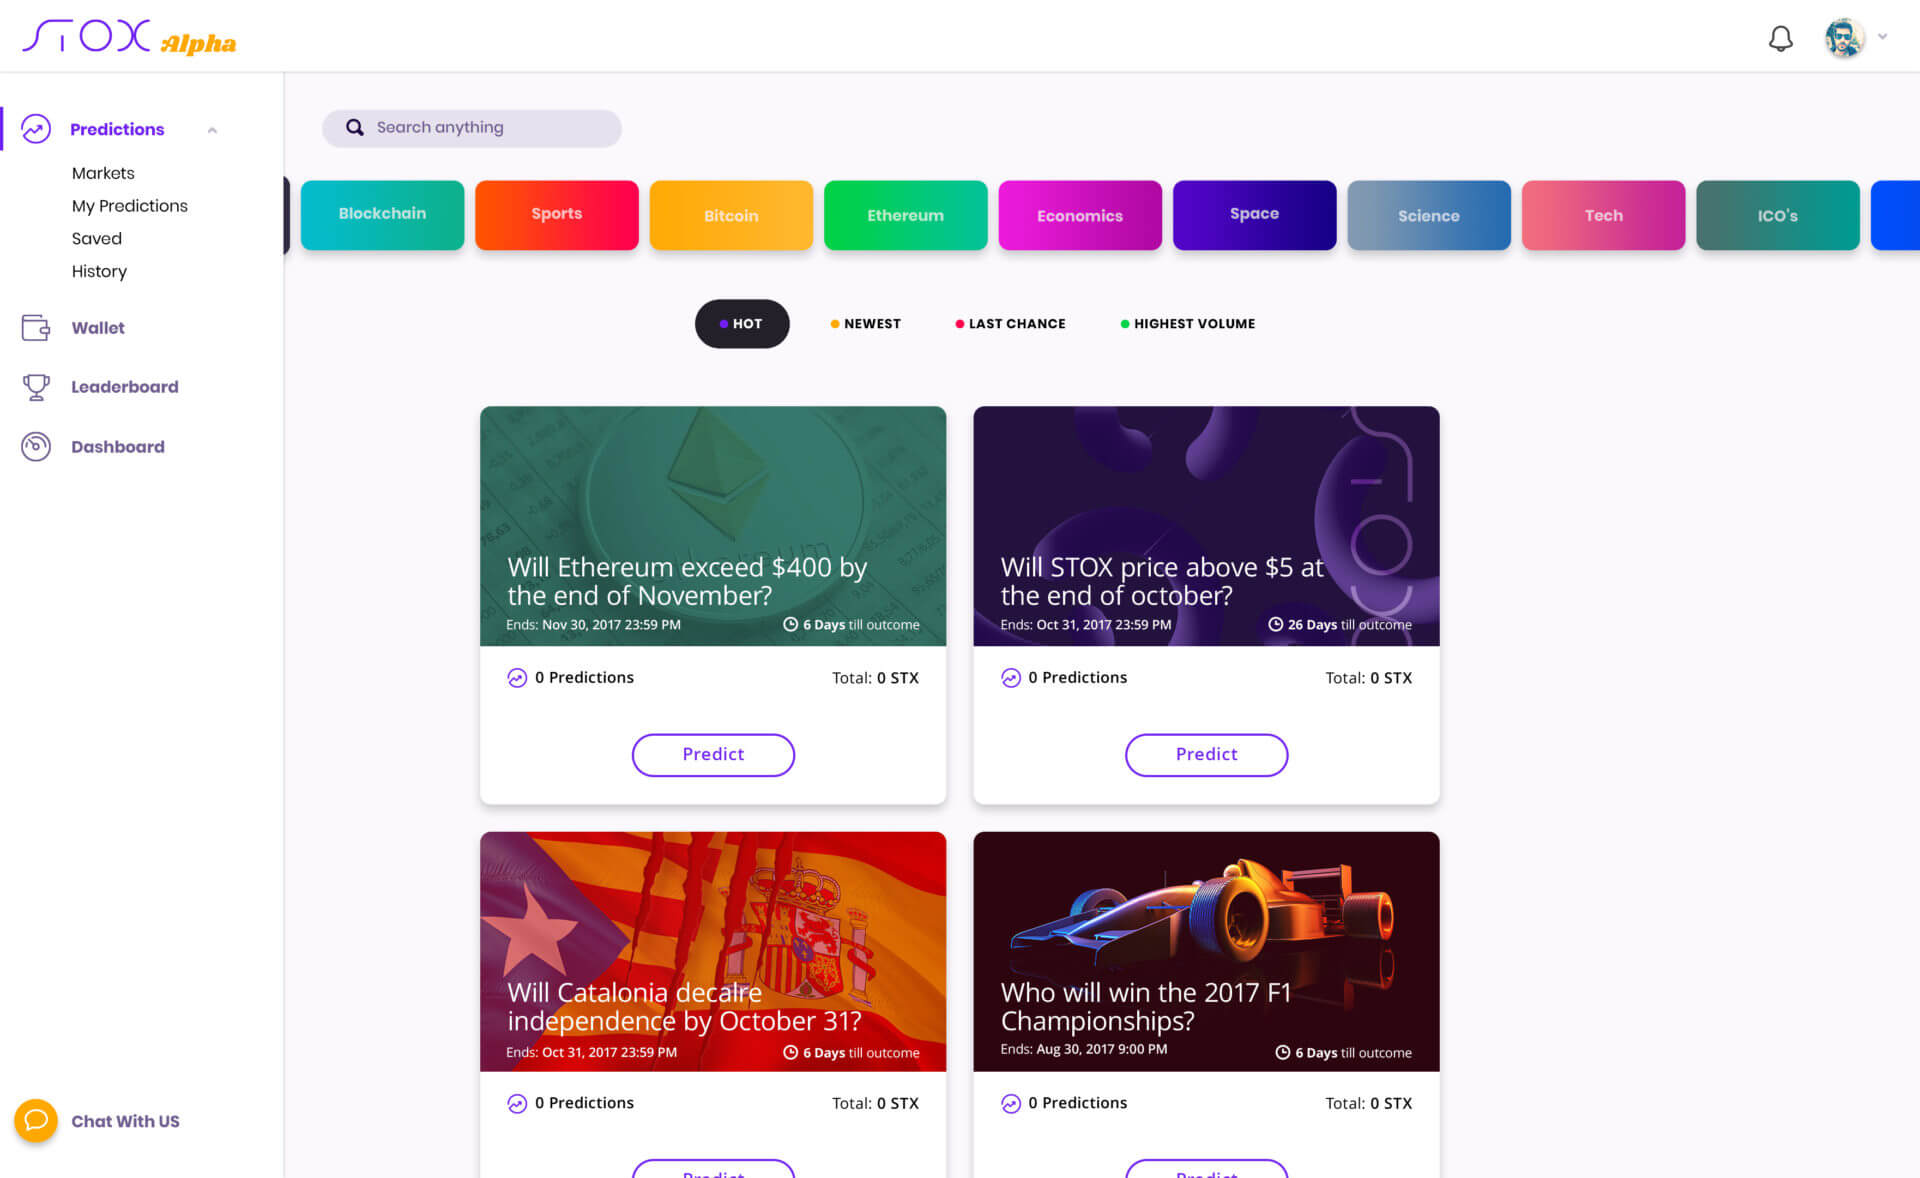 STOX Alpha
Predictions
Markets
My Predictions
Saved
History
Wallet
Leaderboard
Dashboard
Chat With US
Search anything
Blockchain
Sports
Bitcoin
Ethereum
Economics
Space
Science
Tech
ICO's
HOT
NEWEST
LAST CHANCE
HIGHEST VOLUME
Will Ethereum exceed $400 by
the end of November?
Ends: Nov 30, 2017 23:59 PM
6 Days till outcome
0 Predictions
Total: 0 STX
Predict
STOX
Will STOX price above $5 at
the end of october?
Ends: Oct 31, 2017 23:59 PM
26 Days till outcome
0 Predictions
Total: 0 STX
Predict
Will Catalonia decalre
independence by October 31?
Ends: Oct 31, 2017 23:59 PM
6 Days till outcome
0 Predictions
Total: 0 STX
Predict
Who will win the 2017 F1
Championships?
Ends: Aug 30, 2017 9:00 PM
6 Days till outcome
0 Predictions
Total: 0 STX
Predict